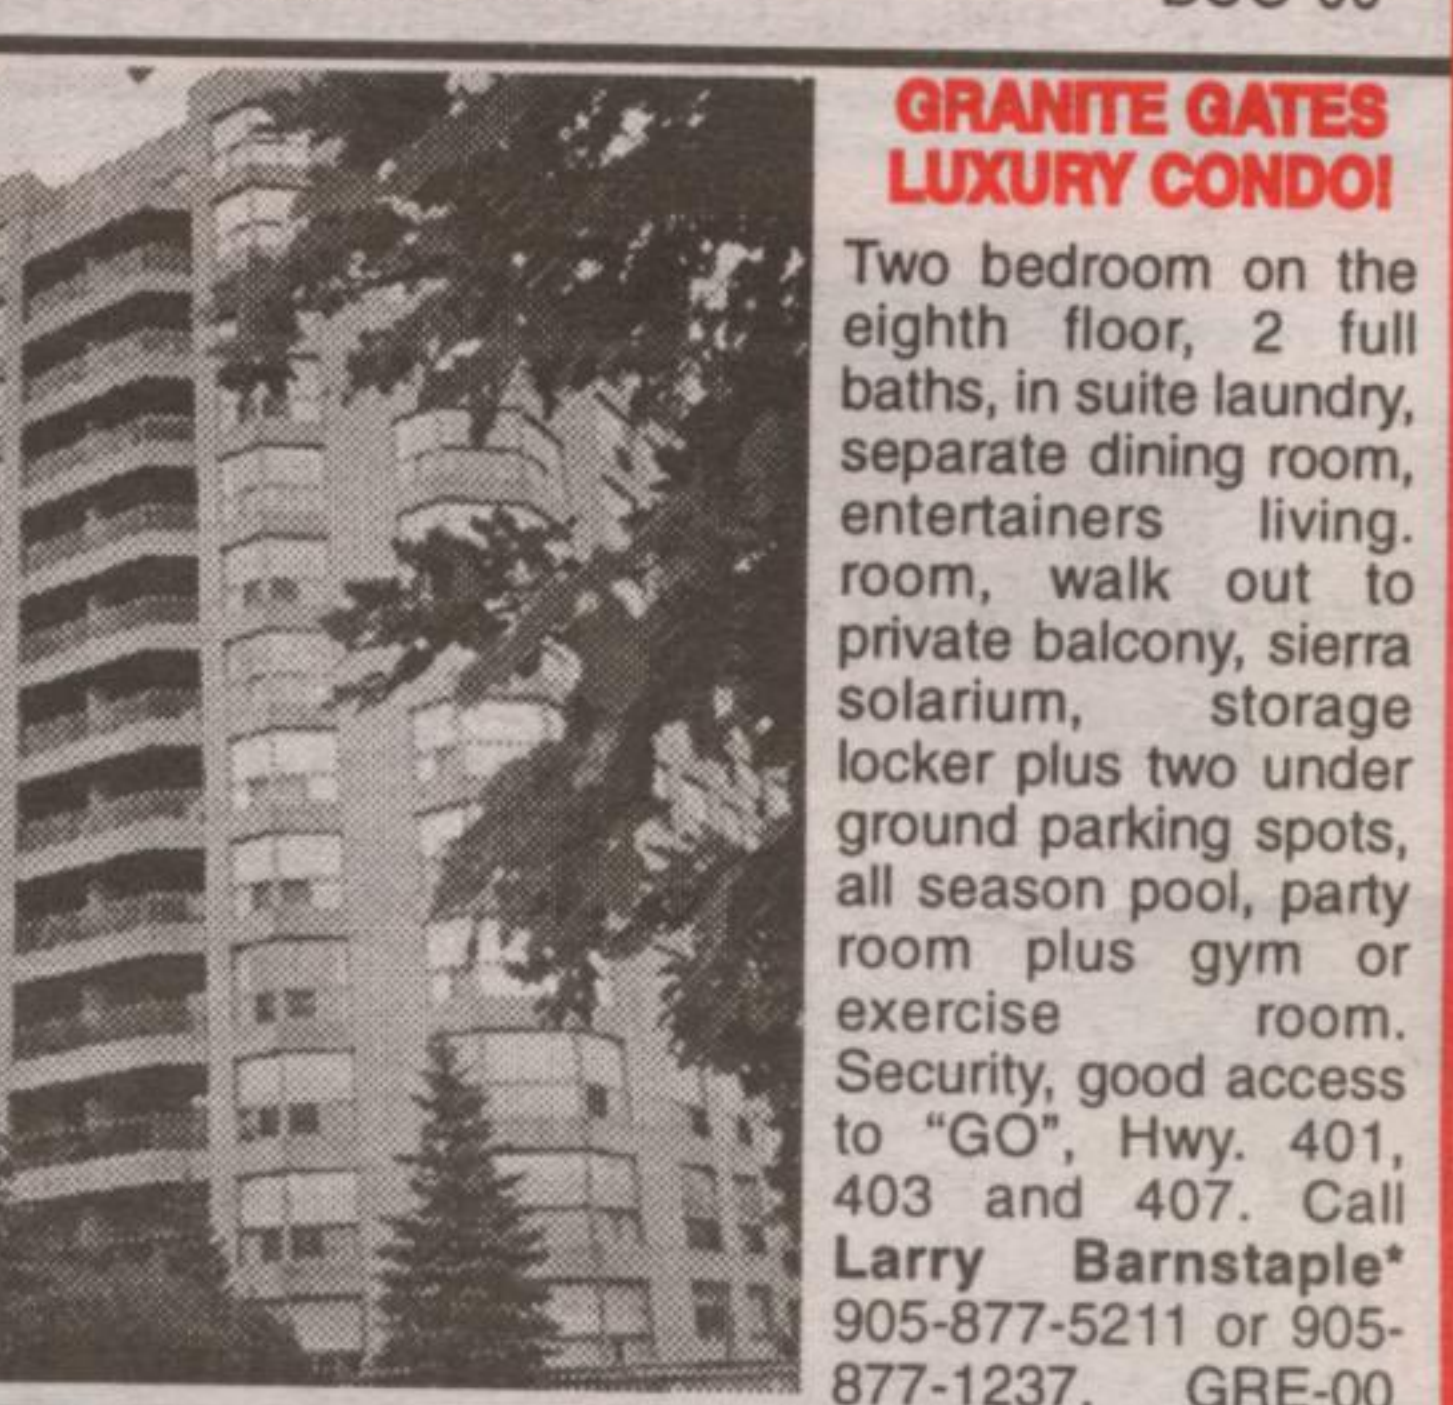 GRANITE GATES
LUXURY CONDO!
Two bedroom on the
eighth floor, 2 full
baths, in suite laundry,
separate dining room,
entertainers living.
room, walk out to
private balcony, sierra
solarium, storage
locker plus two under
ground parking spots,
all season pool, party
room plus gym or
exercise room.
Security, good access
to “GO”, Hwy. 401,
403 and 407. Call
Larry Barnstaple*
905-877-5211 or 905-
877-1237. GRE-00